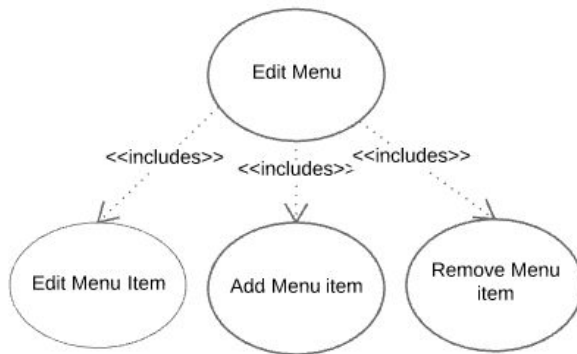 Edit Menu
<<includes>>
<<includes>>
<<includes>>
Edit Menu Item
Add Menu item
Remove Menu
item